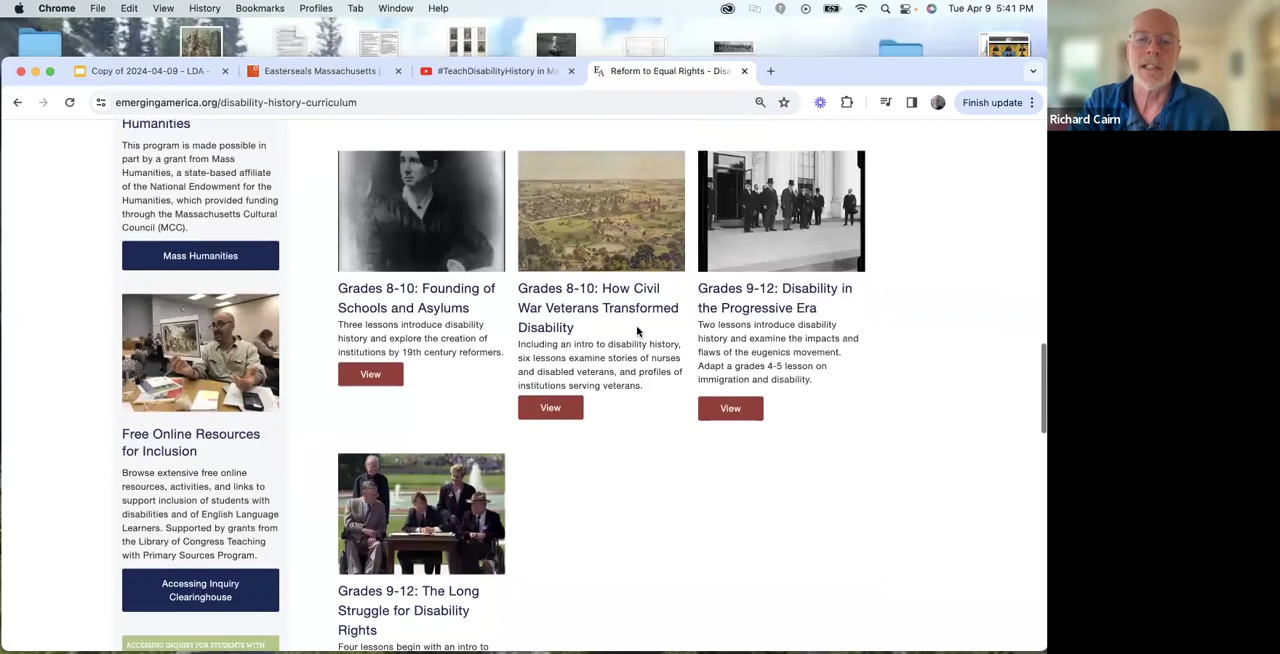 Chrome File Edit View History Bookmarks Profiles Tab Window Help
Tue Apr 9 5:41 PM
Copy of 2024-04-09 - LDA -
Easterseals Massachusetts |
#TeachDisabilityHistory in Ma
Reform to Equal Rights - Disa
emergingamerica.org/disability-history-curriculum
Finish update
Richard Cairn
Humanities
This program is made possible in
part by a grant from Mass
Humanities, a state-based affiliate
of the National Endowment for the
Humanities, which provided funding
through the Massachusetts Cultural
Council (MCC).
Mass Humanities
Free Online Resources
for Inclusion
Browse extensive free online
resources, activities, and links to
support inclusion of students with
disabilities and of English Language
Learners. Supported by grants from
the Library of Congress Teaching
with Primary Sources Program.
Accessing Inquiry
Clearinghouse
ACCESSING INQUIRY FOR STUDENTS WITH
Grades 8-10: Founding of
Schools and Asylums
Three lessons introduce disability
history and explore the creation of
institutions by 19th century reformers.
View
Grades 8-10: How Civil
War Veterans Transformed
Disability
Including an intro to disability history,
six lessons examine stories of nurses
and disabled veterans, and profiles of
institutions serving veterans.
View
Grades 9-12: Disability in
the Progressive Era
Two lessons introduce disability
history and examine the impacts and
flaws of the eugenics movement.
Adapt a grades 4-5 lesson on
immigration and disability.
View
Grades 9-12: The Long
Struggle for Disability
Rights
Four lessons begin with an intro to